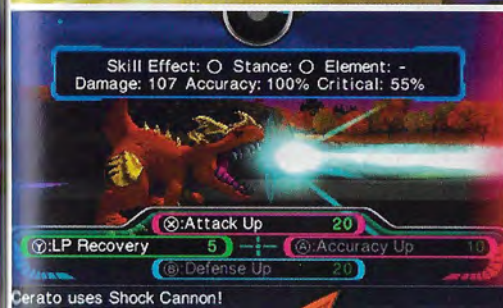 Skill Effect: O Stance: O Element: -
Damage: 107 Accuracy: 100% Critical: 55%
Ⓧ:Attack Up 20
Ⓨ:LP Recovery 5
Ⓐ:Accuracy Up 10
Ⓑ:Defense Up 20
Cerato uses Shock Cannon!